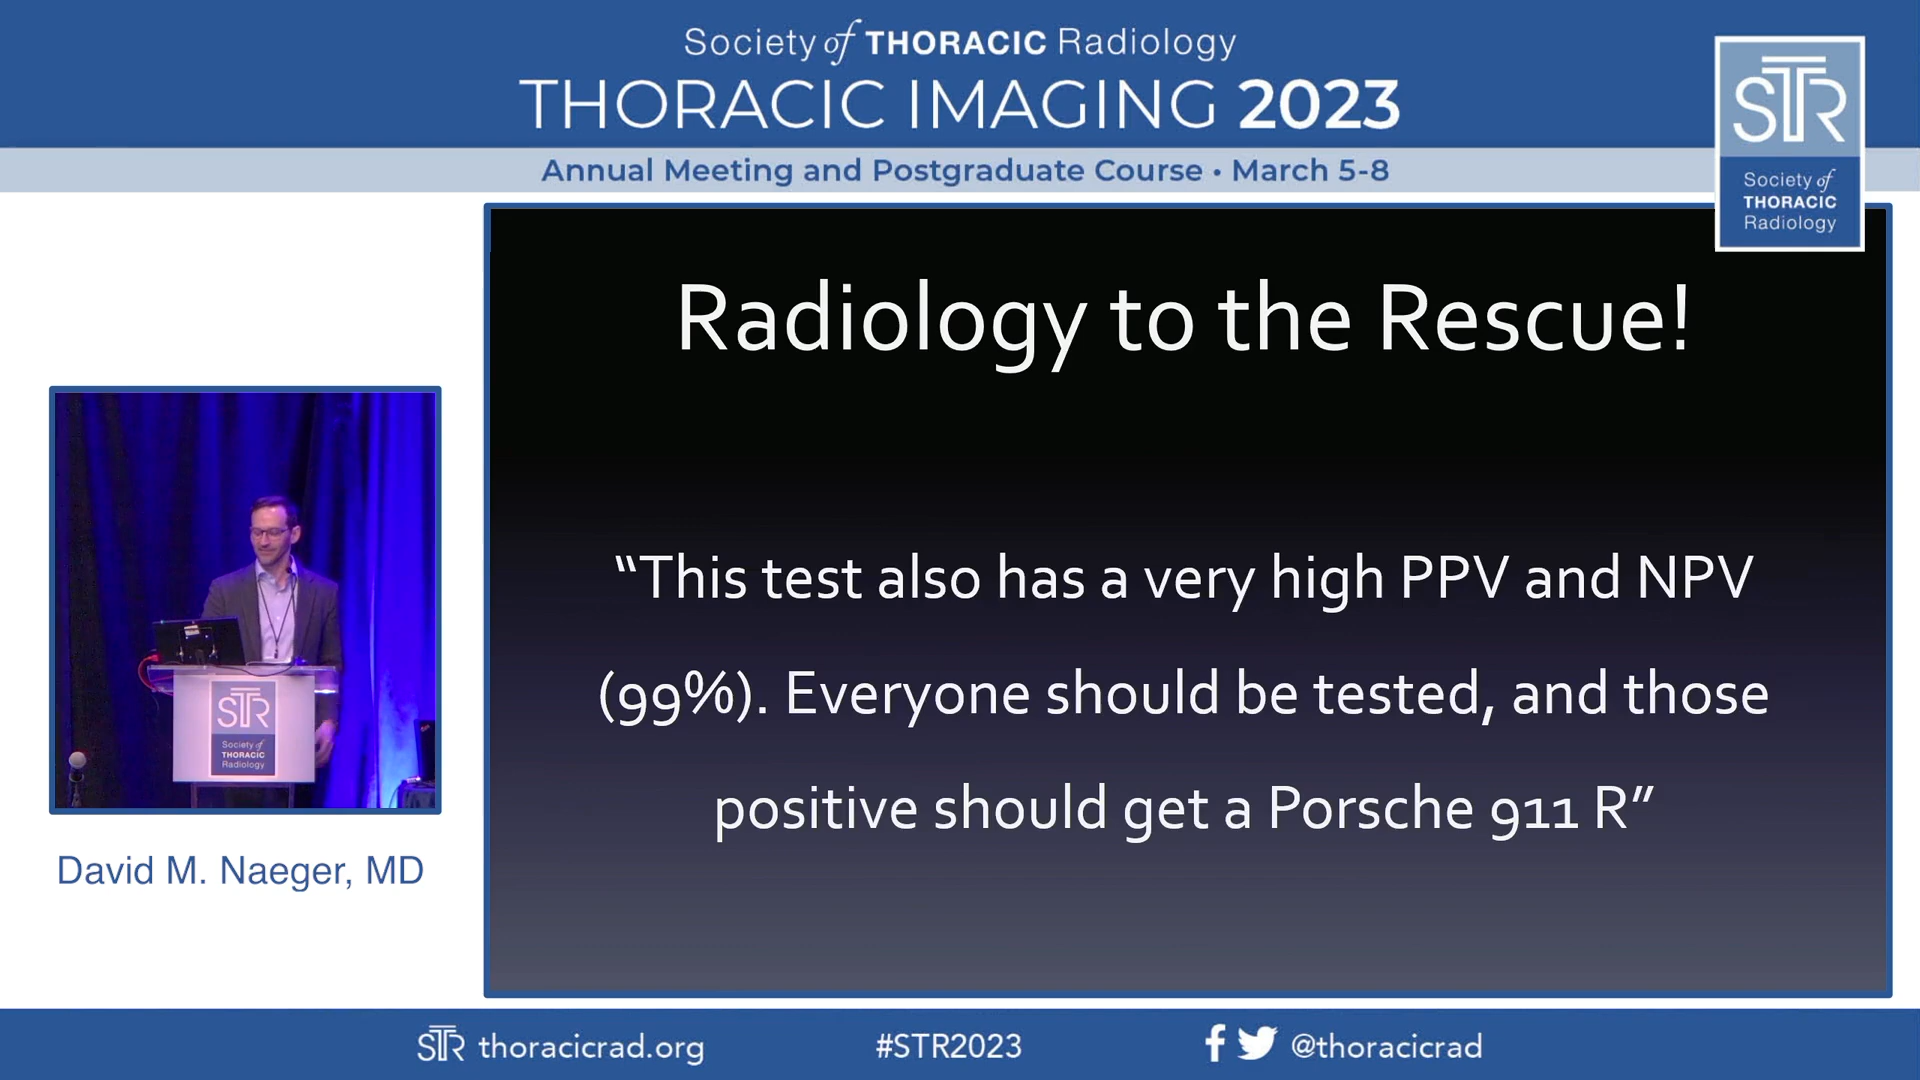 Society of THORACIC Radiology
THORACIC IMAGING 2023
Annual Meeting and Postgraduate Course • March 5-8
STR
Society of
THORACIC
Radiology
Radiology to the Rescue!
“This test also has a very high PPV and NPV
(99%). Everyone should be tested, and those
positive should get a Porsche 911 R”
STR
Society of
THORACIC
Radiology
David M. Naeger, MD
STR thoracicrad.org
#STR2023
@thoracicrad